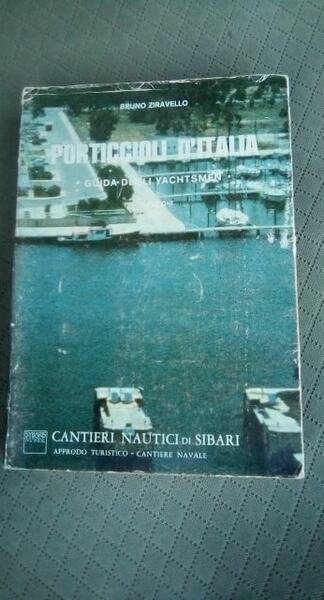 BRUNO ZIRAVELLO
PORTICCIOLI D'ITALIA
• GUIDA DEGLI YACHTSMEN •
CANTIERI NAUTICI DI SIBARI
APPRODO TURISTICO - CANTIERE NAVALE